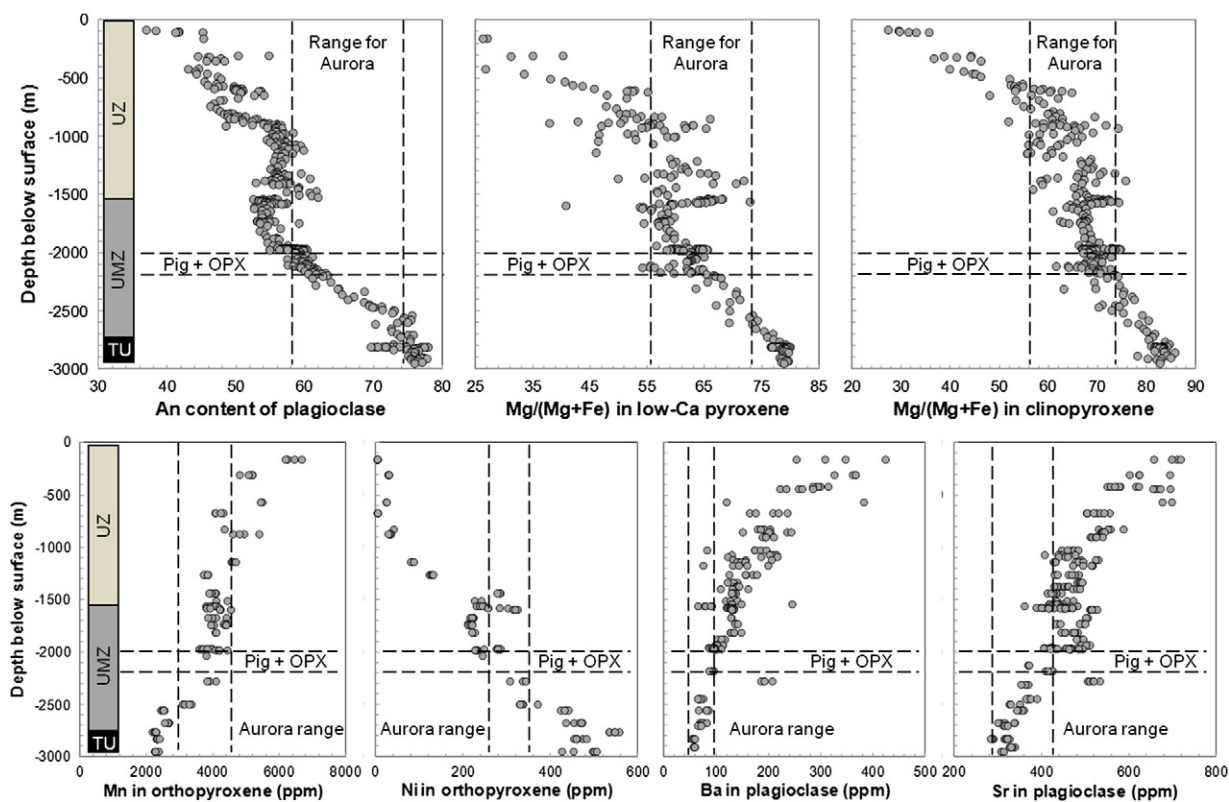 0
-500
-1000
-1500
-2000
-2500
-3000
Depth below surface (m)
UZ
UMZ
TU
Range for
Aurora
Pig + OPX
30 40 50 60 70 80
An content of plagioclase
Range for
Aurora
Pig + OPX
25 35 45 55 65 75 85
Mg/(Mg+Fe) in low-Ca pyroxene
Range for
Aurora
Pig + OPX
20 30 40 50 60 70 80 90
Mg/(Mg+Fe) in clinopyroxene
0
-500
-1000
-1500
-2000
-2500
-3000
Depth below surface (m)
UZ
UMZ
TU
Pig + OPX
Aurora range
0 2000 4000 6000 8000
Mn in orthopyroxene (ppm)
Pig + OPX
Aurora range
0 200 400 600
Ni in orthopyroxene (ppm)
Pig + OPX
Aurora range
0 100 200 300 400 500
Ba in plagioclase (ppm)
Pig + OPX
Aurora range
200 400 600 800
Sr in plagioclase (ppm)